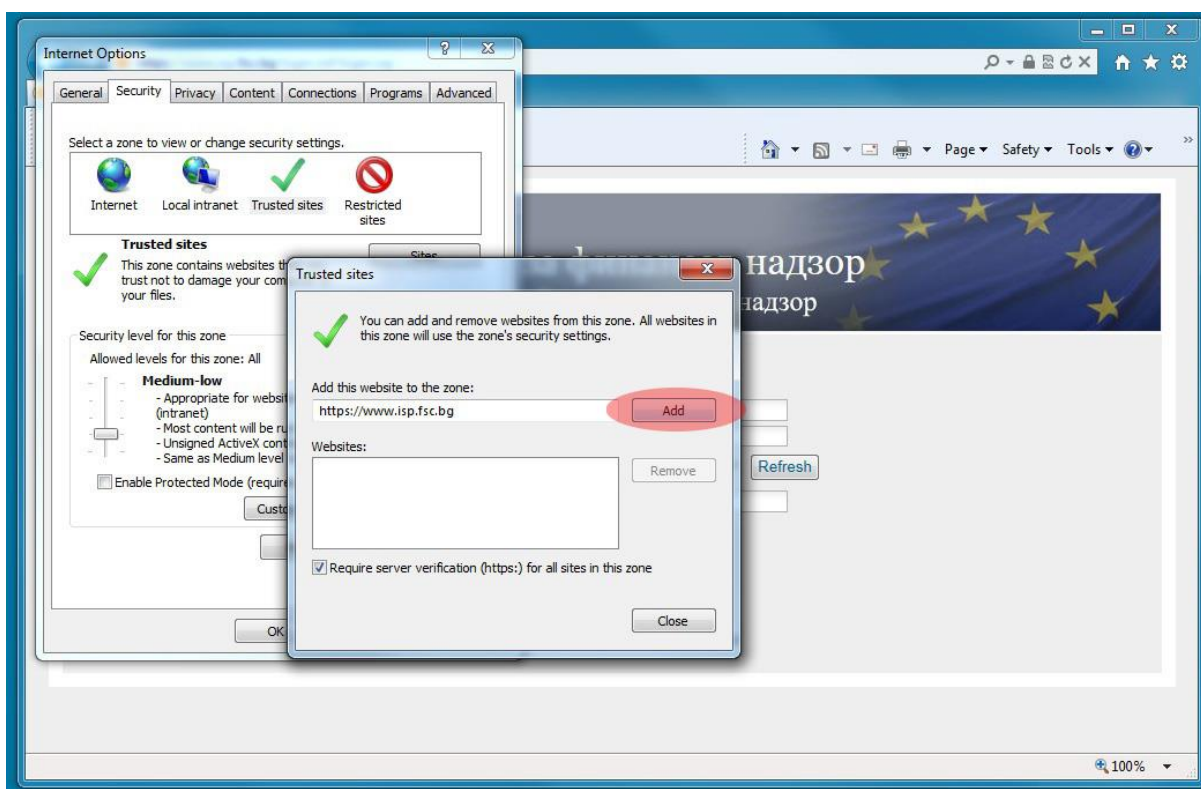 Internet Options
General Security Privacy Content Connections Programs Advanced
Select a zone to view or change security settings.
Internet Local intranet Trusted sites Restricted sites
Trusted sites
This zone contains websites
trust not to damage your com
your files.
Sites
Security level for this zone
Allowed levels for this zone: All
Medium-low
- Appropriate for websit
(intranet)
- Most content will be ru
- Unsigned ActiveX cont
- Same as Medium level
Enable Protected Mode (require
Custo
OK
Trusted sites
You can add and remove websites from this zone. All websites in
this zone will use the zone's security settings.
Add this website to the zone:
https://www.isp.fsc.bg Add
Websites:
Remove
Require server verification (https:) for all sites in this zone
Close
Page Safety Tools
надзор
надзор
Refresh
100%